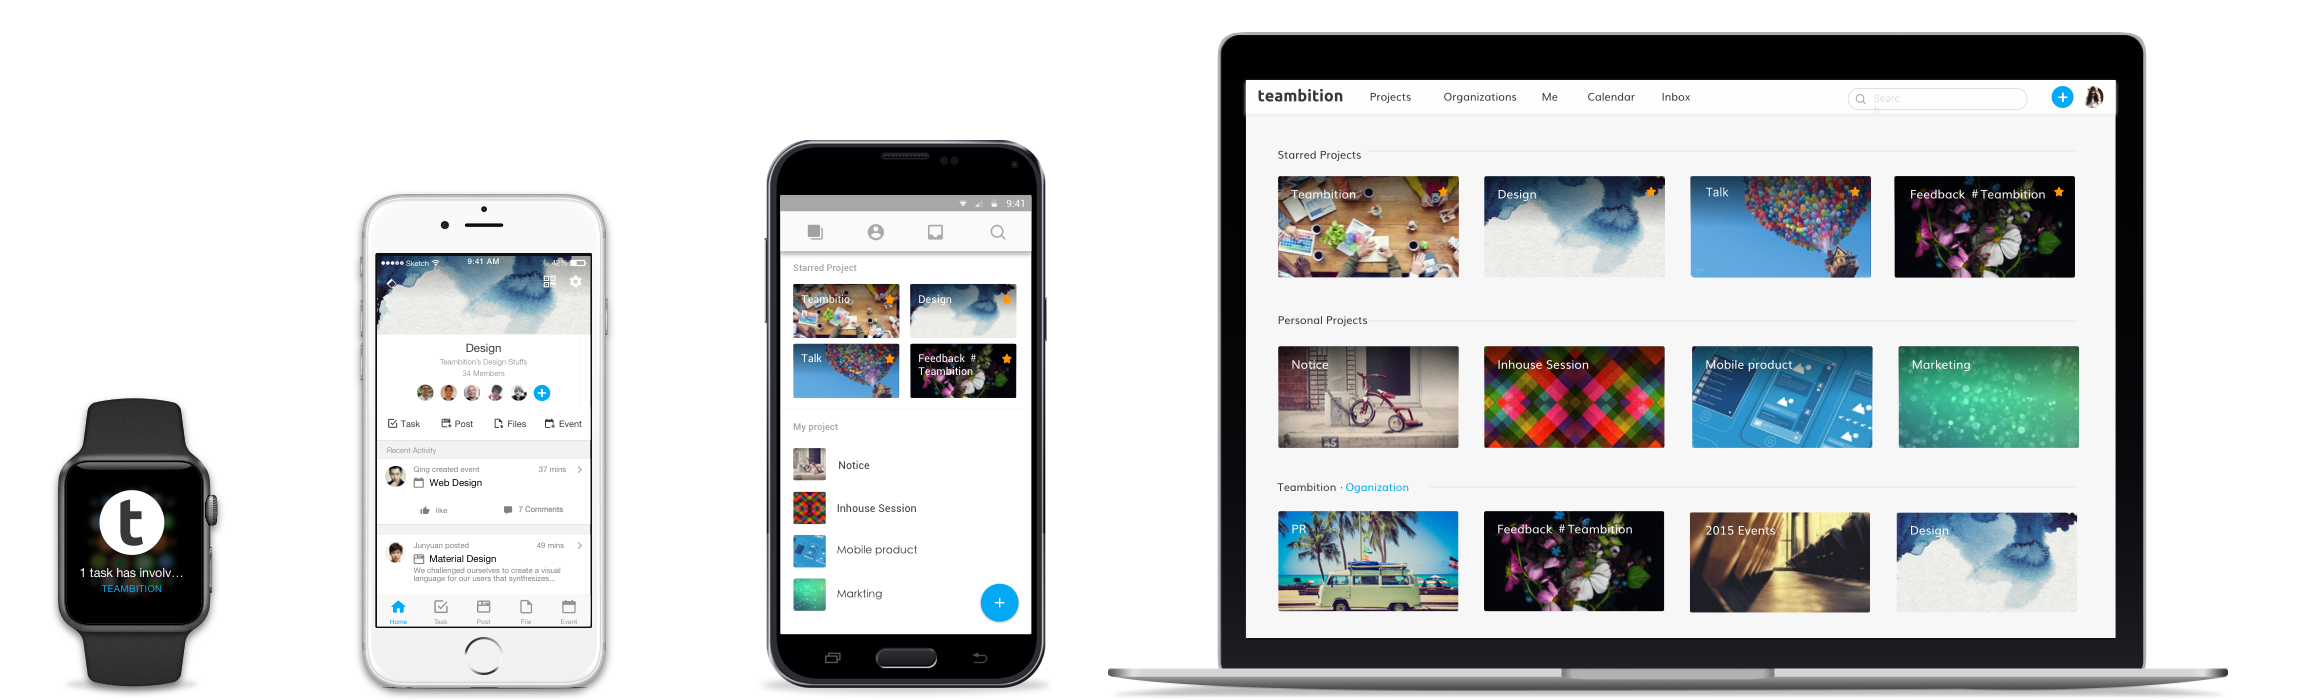 t
1 task has involv...
TEAMBITION
Sketch 9:41 AM 42%
Design
Teambition's Design Stuffs
34 Members
Task Post Files Event
Recent Activity
Qing created event 37 mins
Web Design
like 7 Comments
Junyuan posted 49 mins
Material Design
We challenged ourselves to create a visual
language for our users that synthesizes...
Home Task Post File Event
9:41
Starred Project
Teambitio
n
Design
Talk
Feedback #
Teambition
My project
Notice
Inhouse Session
Mobile product
Markting
teambition Projects Organizations Me Calendar Inbox Searc
h
Starred Projects
Teambition Design Talk Feedback #Teambition
Personal Projects
Notice Inhouse Session Mobile product Marketing
45
Teambition · Oganization
PR Feedback #Teambition 2015 Events Design